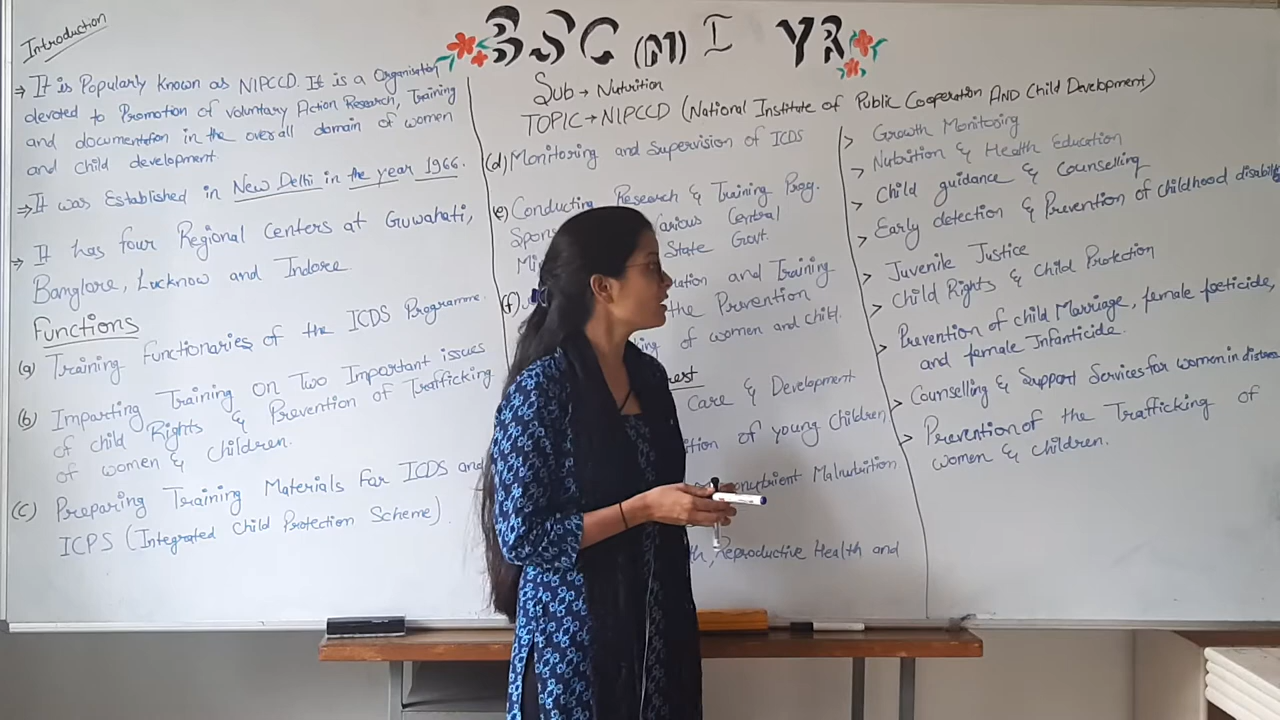 BSC (M) I YR
Sub → Nutrition
TOPIC → NIPCCD (National Institute of Public Cooperation AND Child Development)
Introduction
→ It is Popularly Known as NIPCCD. It is a Organisation
devoted to Promotion of Voluntary Action Research, Training
and documentation in the overall domain of women
and child development.
→ It was Established in New Delhi in the year 1966.
→ It has four Regional Centers at Guwahati,
Banglore, Lucknow and Indore.
Functions
(a) Training Functionaries of the ICDS Programme.
(b) Imparting Training on Two Important issues
of child Rights & Prevention of Trafficking
of women & children.
(c) Preparing Training Materials For ICDS and
ICPS (Integrated Child Protection Scheme).
(d) Monitoring and Supervision of ICDS
(e) Conducting Research & Training Prog.
Central
State Govt.
(f) and Training
the Prevention
of women and child.
Care & Development
of young Children
Malnutrition
Reproductive Health and
> Growth Monitoring
> Nutrition & Health Education
> Child guidance & Counselling
> Early detection & Prevention of childhood
> Juvenile Justice
> Child Rights & Child Protection
> Prevention of child Marriage, female foeticide,
and female Infanticide.
> Counselling & Support Services for women in
> Prevention of the Trafficking of
women & children.